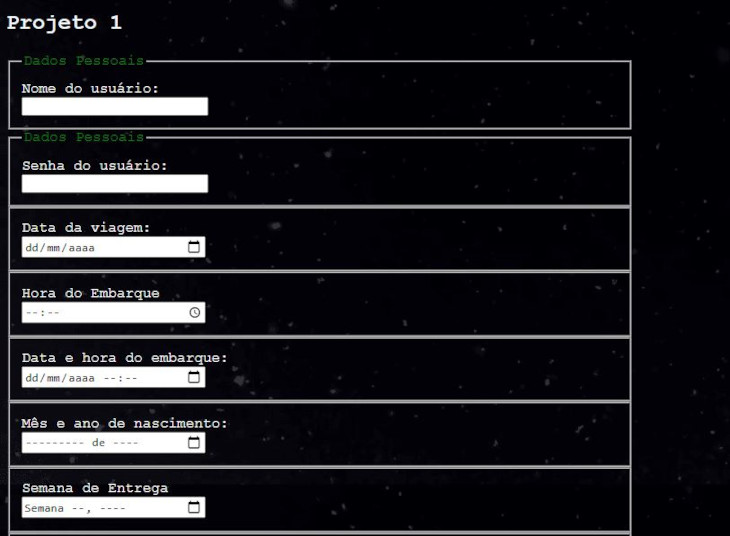 Projeto 1
Dados Pessoais
Nome do usuário:
Dados Pessoais
Senha do usuário:
Data da viagem:
dd/mm/aaaa
Hora do Embarque
--:--
Data e hora do embarque:
dd/mm/aaaa --:--
Mês e ano de nascimento:
--------- de ----
Semana de Entrega
Semana --, ----